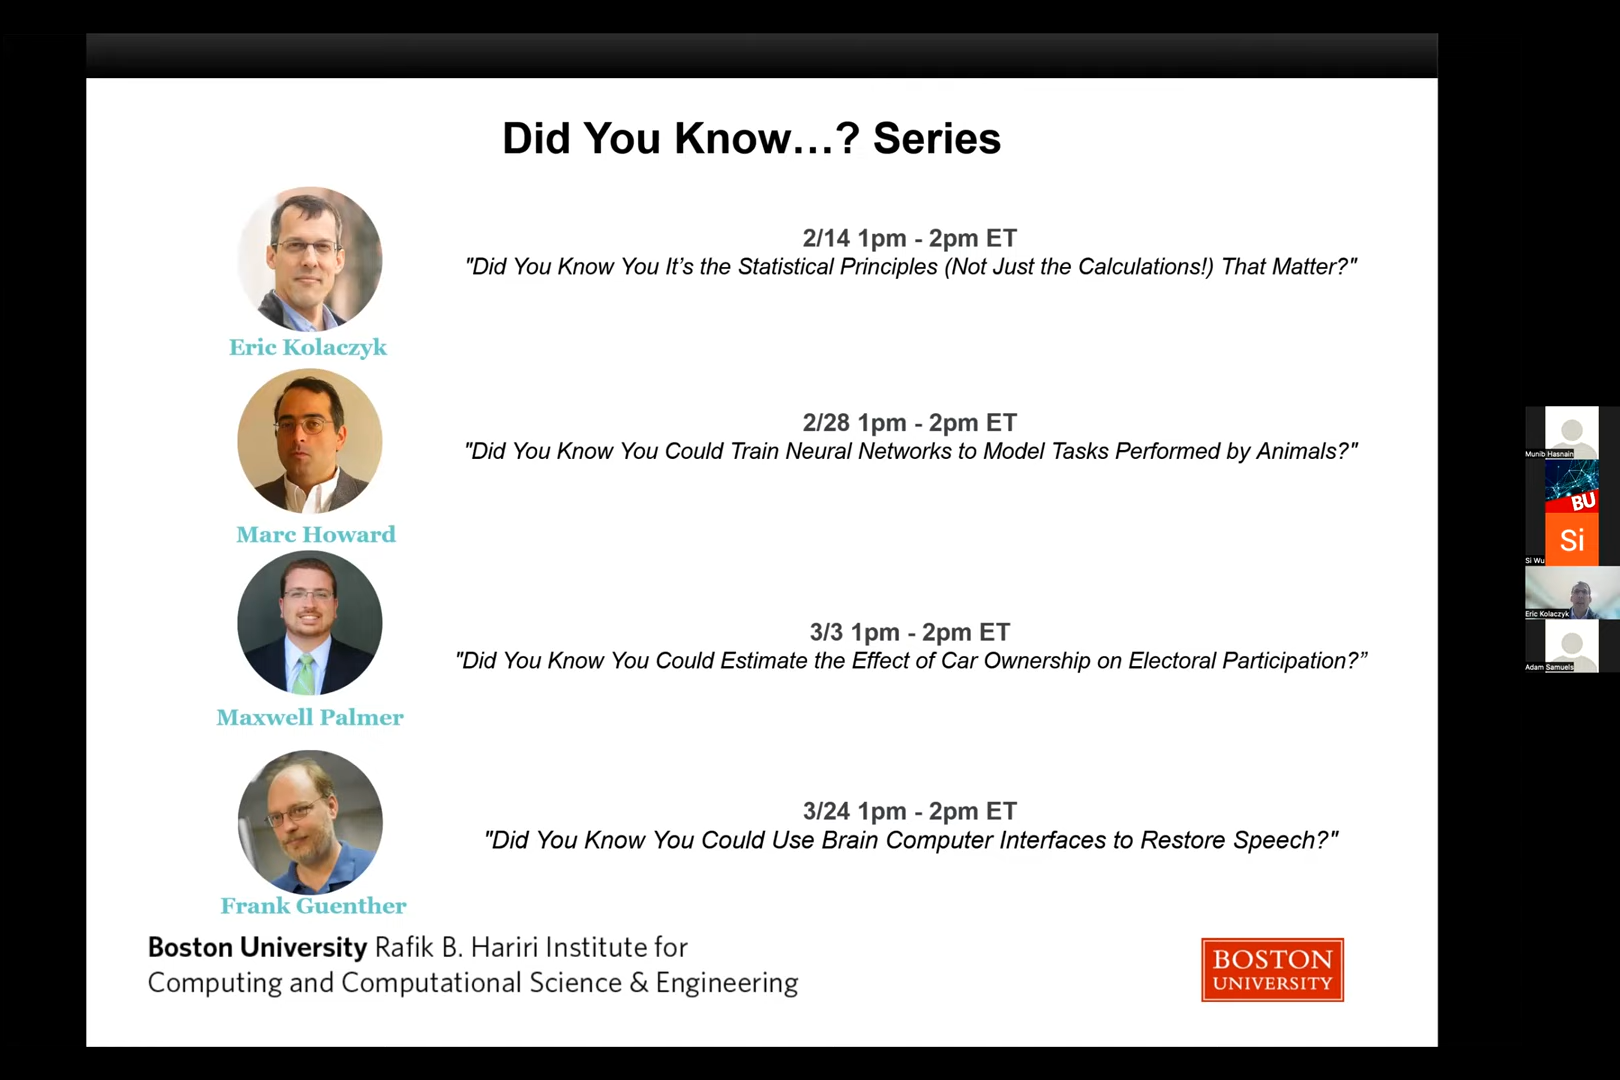 Did You Know…? Series
2/14 1pm - 2pm ET
"Did You Know You It’s the Statistical Principles (Not Just the Calculations!) That Matter?"
Eric Kolaczyk
2/28 1pm - 2pm ET
"Did You Know You Could Train Neural Networks to Model Tasks Performed by Animals?"
Marc Howard
3/3 1pm - 2pm ET
"Did You Know You Could Estimate the Effect of Car Ownership on Electoral Participation?”
Maxwell Palmer
3/24 1pm - 2pm ET
"Did You Know You Could Use Brain Computer Interfaces to Restore Speech?"
Frank Guenther
Boston University Rafik B. Hariri Institute for
Computing and Computational Science & Engineering
BOSTON
UNIVERSITY
Munib Hasnain
BU
Si
Si Wu
Eric Kolaczyk
Adam Samuels